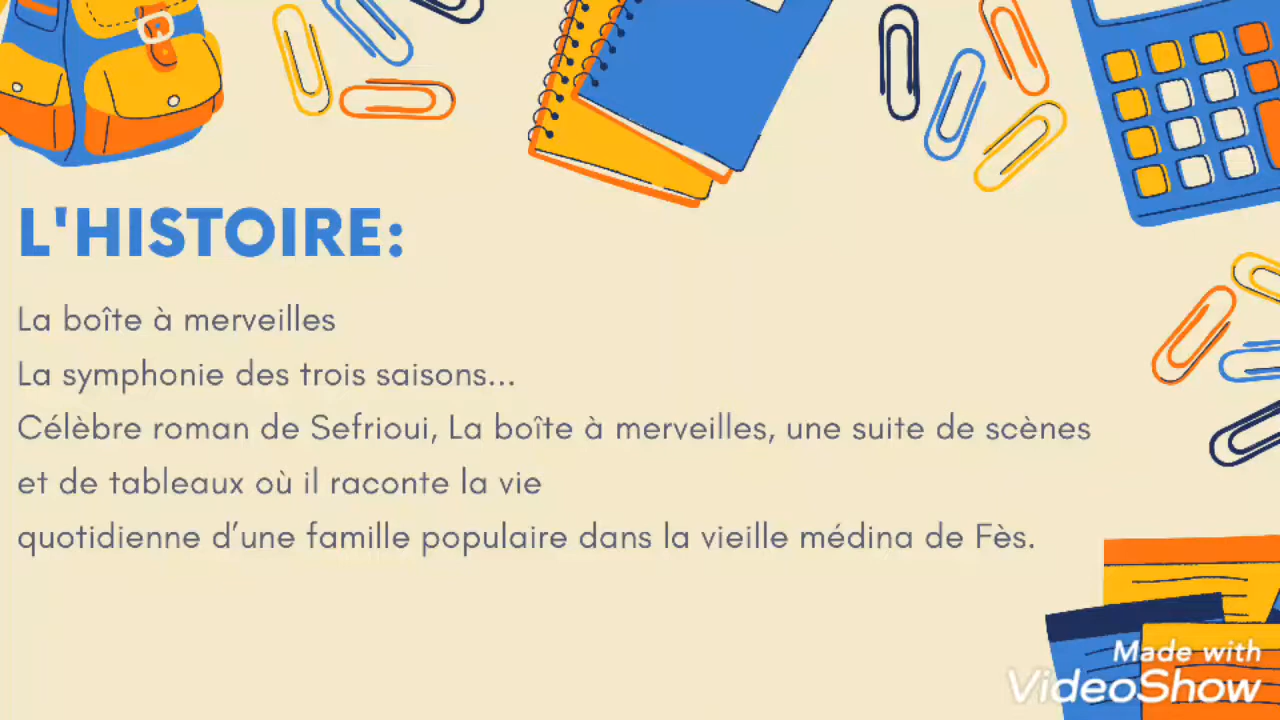 L'HISTOIRE:
La boîte à merveilles
La symphonie des trois saisons...
Célèbre roman de Sefrioui, La boîte à merveilles, une suite de scènes
et de tableaux où il raconte la vie
quotidienne d'une famille populaire dans la vieille médina de Fès.
Made with
VideoShow